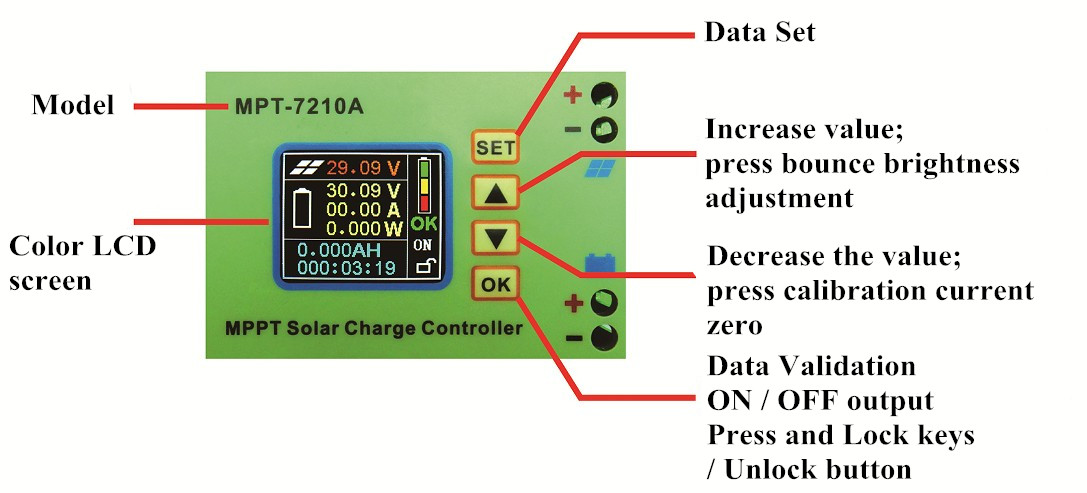 Data Set
Model
MPT-7210A
+
−
Increase value;
press bounce brightness
adjustment
SET
29.09 V
30.09 V
00.00 A
0.000 W
OK
ON
0.000AH
000:03:19
▲
▼
OK
Color LCD
screen
Decrease the value;
press calibration current
zero
+
−
MPPT Solar Charge Controller
Data Validation
ON / OFF output
Press and Lock keys
/ Unlock button